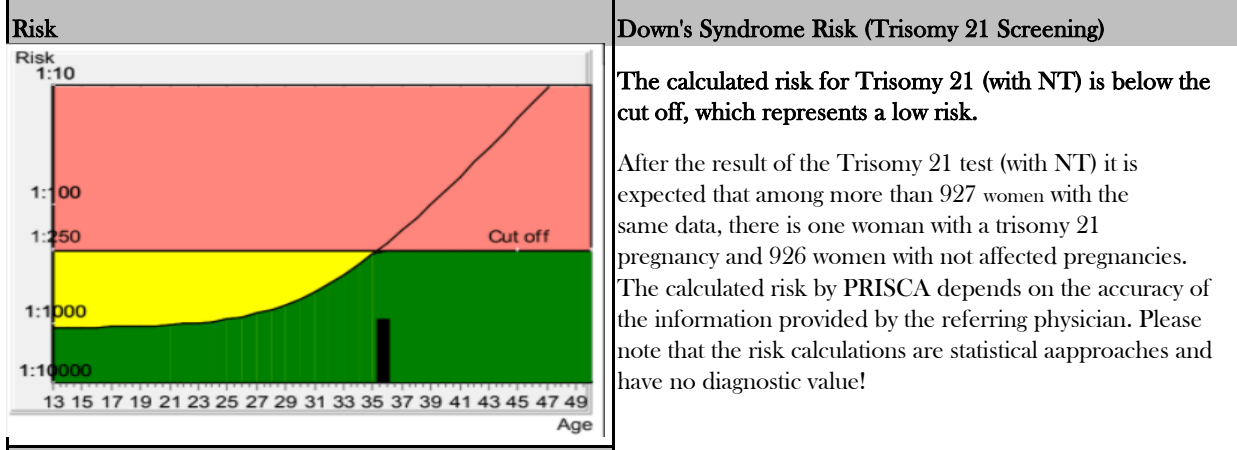 Risk
Down's Syndrome Risk (Trisomy 21 Screening)
Risk
1:10
1:100
1:250
Cut off
1:1000
1:10000
13 15 17 19 21 23 25 27 29 31 33 35 37 39 41 43 45 47 49
Age
The calculated risk for Trisomy 21 (with NT) is below the
cut off, which represents a low risk.
After the result of the Trisomy 21 test (with NT) it is
expected that among more than 927 women with the
same data, there is one woman with a trisomy 21
pregnancy and 926 women with not affected pregnancies.
The calculated risk by PRISCA depends on the accuracy of
the information provided by the referring physician. Please
note that the risk calculations are statistical aapproaches and
have no diagnostic value!